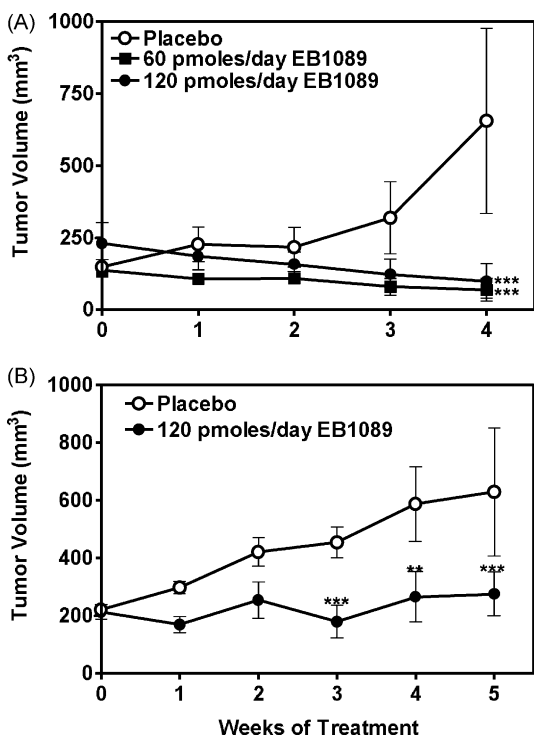 (A)
1000
750
500
250
0
Tumor Volume (mm³)
Placebo
60 pmoles/day EB1089
120 pmoles/day EB1089
***
***
0 1 2 3 4
(B)
1000
800
600
400
200
0
Tumor Volume (mm³)
Placebo
120 pmoles/day EB1089
*** ** ***
0 1 2 3 4 5
Weeks of Treatment